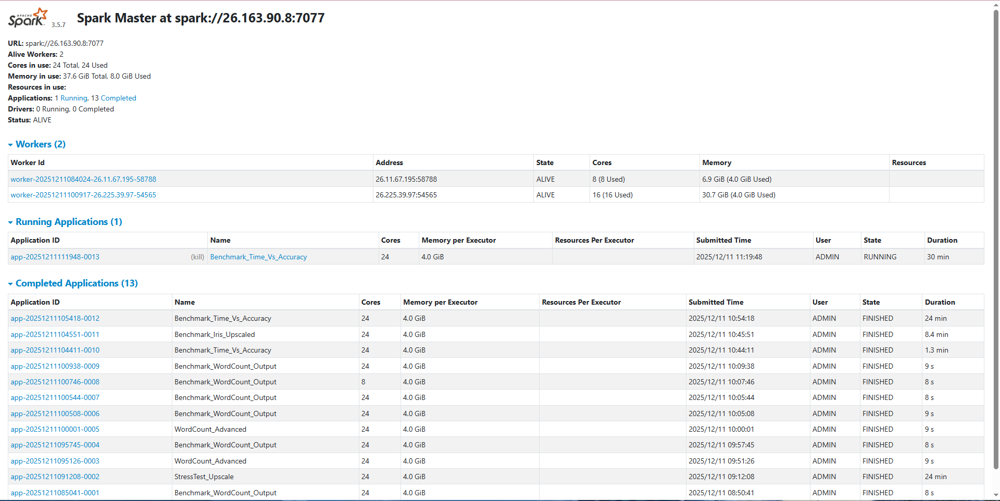 APACHE
Spark 3.5.7 Spark Master at spark://26.163.90.8:7077
URL: spark://26.163.90.8:7077
Alive Workers: 2
Cores in use: 24 Total, 24 Used
Memory in use: 37.6 GiB Total, 8.0 GiB Used
Resources in use:
Applications: 1 Running, 13 Completed
Drivers: 0 Running, 0 Completed
Status: ALIVE
Workers (2)
Worker Id Address State Cores Memory Resources
worker-20251211084024-26.11.67.195-58788 26.11.67.195:58788 ALIVE 8 (8 Used) 6.9 GiB (4.0 GiB Used)
worker-20251211100917-26.225.39.97-54565 26.225.39.97:54565 ALIVE 16 (16 Used) 30.7 GiB (4.0 GiB Used)
Running Applications (1)
Application ID Name Cores Memory per Executor Resources Per Executor Submitted Time User State Duration
app-20251211111948-0013 (kill) Benchmark_Time_Vs_Accuracy 24 4.0 GiB 2025/12/11 11:19:48 ADMIN RUNNING 30 min
Completed Applications (13)
Application ID Name Cores Memory per Executor Resources Per Executor Submitted Time User State Duration
app-20251211105418-0012 Benchmark_Time_Vs_Accuracy 24 4.0 GiB 2025/12/11 10:54:18 ADMIN FINISHED 24 min
app-20251211104551-0011 Benchmark_Iris_Upscaled 24 4.0 GiB 2025/12/11 10:45:51 ADMIN FINISHED 8.4 min
app-20251211104411-0010 Benchmark_Time_Vs_Accuracy 24 4.0 GiB 2025/12/11 10:44:11 ADMIN FINISHED 1.3 min
app-20251211100938-0009 Benchmark_WordCount_Output 24 4.0 GiB 2025/12/11 10:09:38 ADMIN FINISHED 9 s
app-20251211100746-0008 Benchmark_WordCount_Output 8 4.0 GiB 2025/12/11 10:07:46 ADMIN FINISHED 8 s
app-20251211100544-0007 Benchmark_WordCount_Output 24 4.0 GiB 2025/12/11 10:05:44 ADMIN FINISHED 8 s
app-20251211100508-0006 Benchmark_WordCount_Output 24 4.0 GiB 2025/12/11 10:05:08 ADMIN FINISHED 9 s
app-20251211100001-0005 WordCount_Advanced 24 4.0 GiB 2025/12/11 10:00:01 ADMIN FINISHED 9 s
app-20251211095745-0004 Benchmark_WordCount_Output 24 4.0 GiB 2025/12/11 09:57:45 ADMIN FINISHED 8 s
app-20251211095126-0003 WordCount_Advanced 24 4.0 GiB 2025/12/11 09:51:26 ADMIN FINISHED 9 s
app-20251211091208-0002 StressTest_Upscale 24 4.0 GiB 2025/12/11 09:12:08 ADMIN FINISHED 24 min
app-20251211085041-0001 Benchmark_WordCount_Output 24 4.0 GiB 2025/12/11 08:50:41 ADMIN FINISHED 8 s